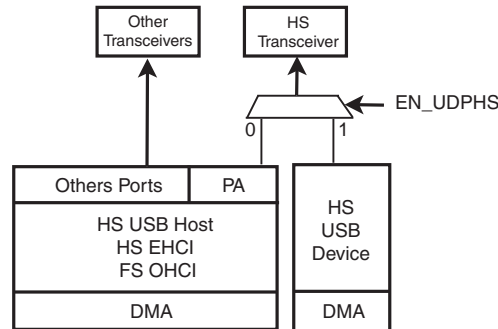 Other
Transceivers
HS
Transceiver
EN_UDPHS
0
1
Others Ports
PA
HS USB Host
HS EHCI
FS OHCI
DMA
HS
USB
Device
DMA